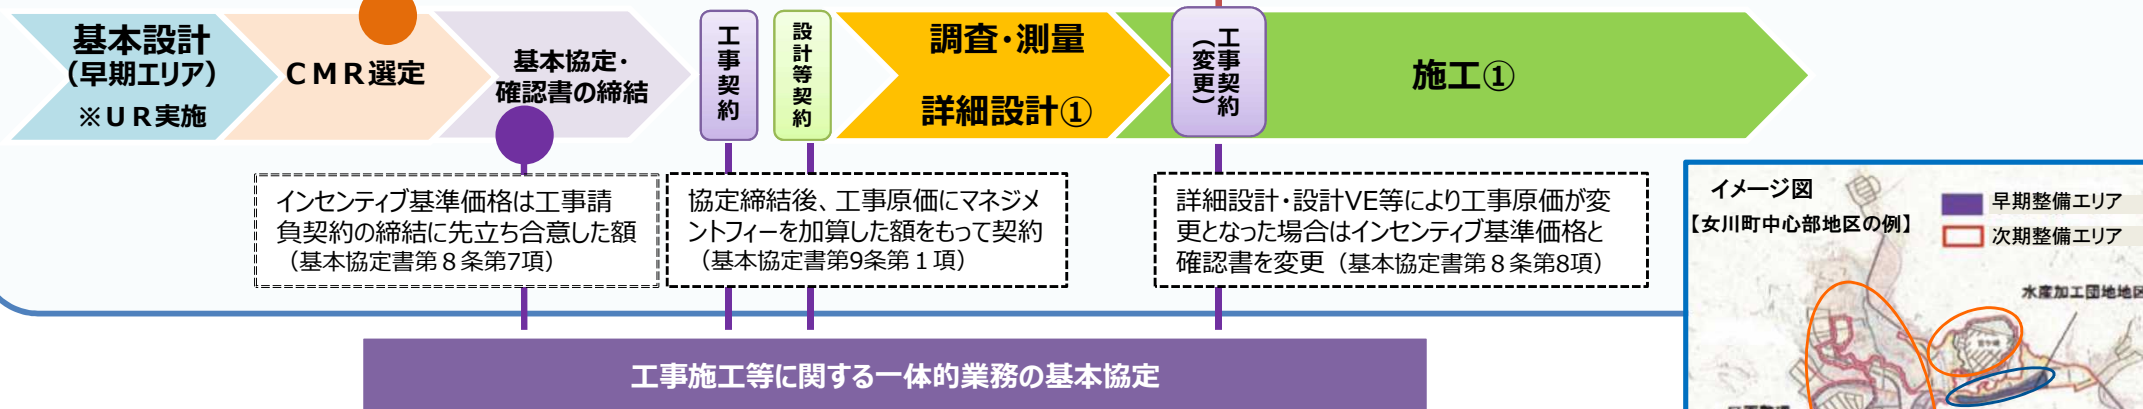 基本設計
（早期エリア）
※ＵＲ実施
ＣＭＲ選定
基本協定・
確認書の締結
工事契約
設計等契約
調査・測量
詳細設計①
工事契約
（変更）
施工①
インセンティブ基準価格は工事請
負契約の締結に先立ち合意した額
（基本協定書第８条第7項）
協定締結後、工事原価にマネジメ
ントフィーを加算した額をもって契約
（基本協定書第9条第１項）
詳細設計・設計VE等により工事原価が変
更となった場合はインセンティブ基準価格と
確認書を変更（基本協定書第８条第8項）
工事施工等に関する一体的業務の基本協定
イメージ図
【女川町中心部地区の例】
早期整備エリア
次期整備エリア
水産加工団地地区